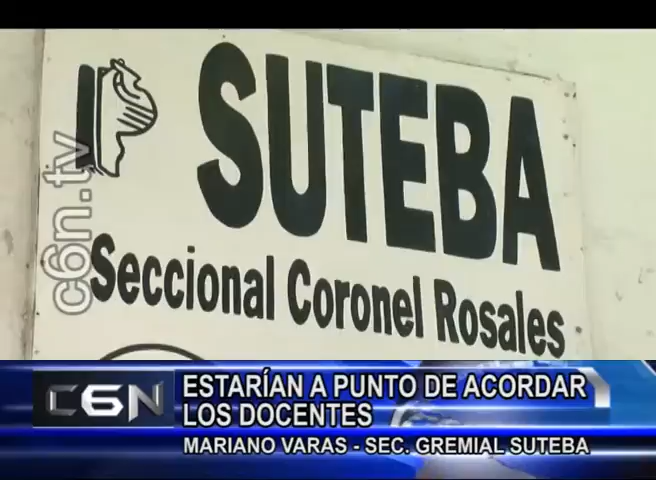 SUTEBA
Seccional Coronel Rosales
c6n.tv
C6N
ESTARÍAN A PUNTO DE ACORDAR
LOS DOCENTES
MARIANO VARAS - SEC. GREMIAL SUTEBA